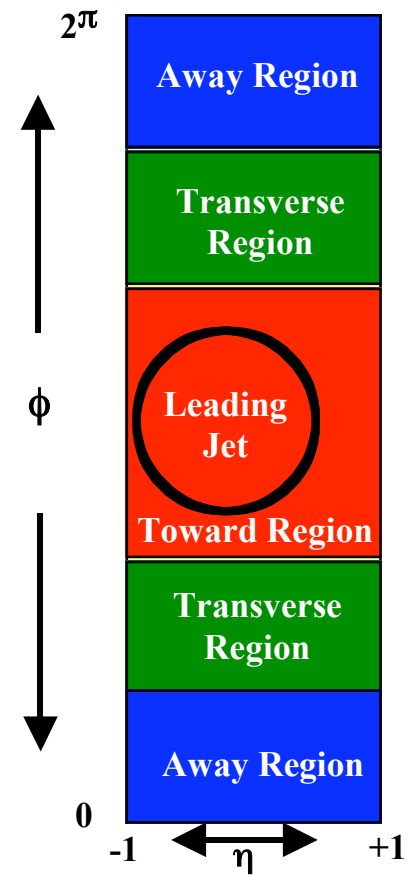 2π
Away Region
Transverse
Region
ϕ
Leading
Jet
Toward Region
Transverse
Region
Away Region
0
-1
η
+1